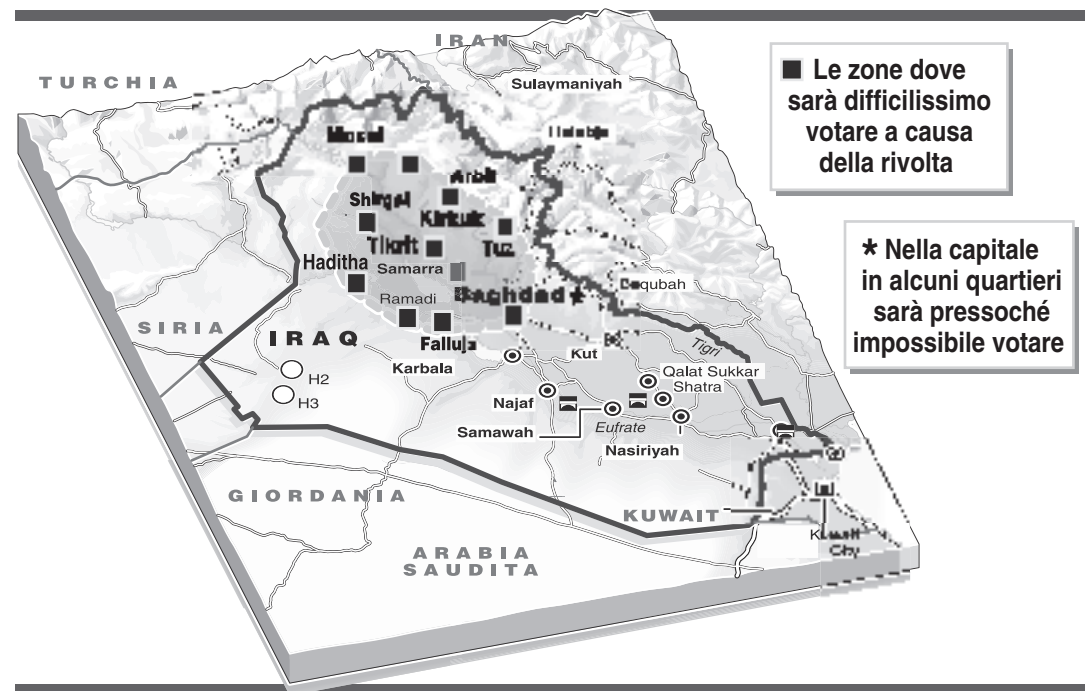 IRAN
TURCHIA
Sulaymaniyah
■ Le zone dove
sarà difficilissimo
votare a causa
della rivolta
Mosul
Arbil
Kirkuk
Tikrit
Tuz
Haditha
Samarra
Baghdad *
Ramadi
* Nella capitale
in alcuni quartieri
sarà pressoché
impossibile votare
SIRIA
IRAQ
Falluja
Kut
Tigri
Karbala
Qalat Sukkar
Shatra
H2
H3
Najaf
Samawah
Eufrate
Nasiriyah
GIORDANIA
KUWAIT
Kuwait
City
ARABIA
SAUDITA